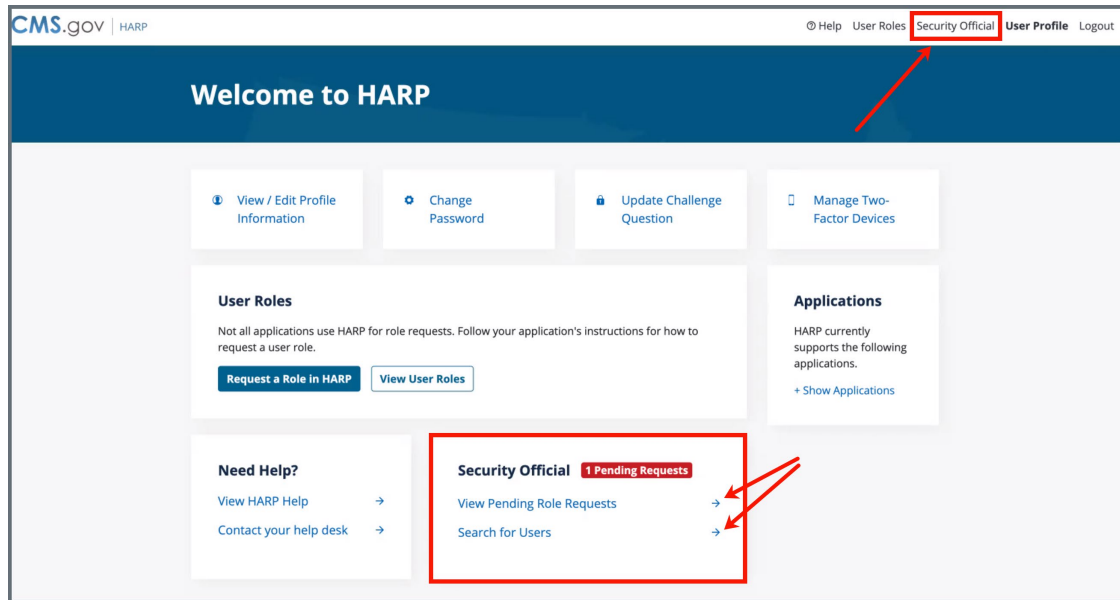 CMS.gov | HARP
Help User Roles Security Official User Profile Logout
Welcome to HARP
View / Edit Profile
Information
Change
Password
Update Challenge
Question
Manage Two-
Factor Devices
User Roles
Not all applications use HARP for role requests. Follow your application's instructions for how to
request a user role.
Request a Role in HARP
View User Roles
Applications
HARP currently
supports the following
applications.
+ Show Applications
Need Help?
View HARP Help
Contact your help desk
Security Official 1 Pending Requests
View Pending Role Requests
Search for Users